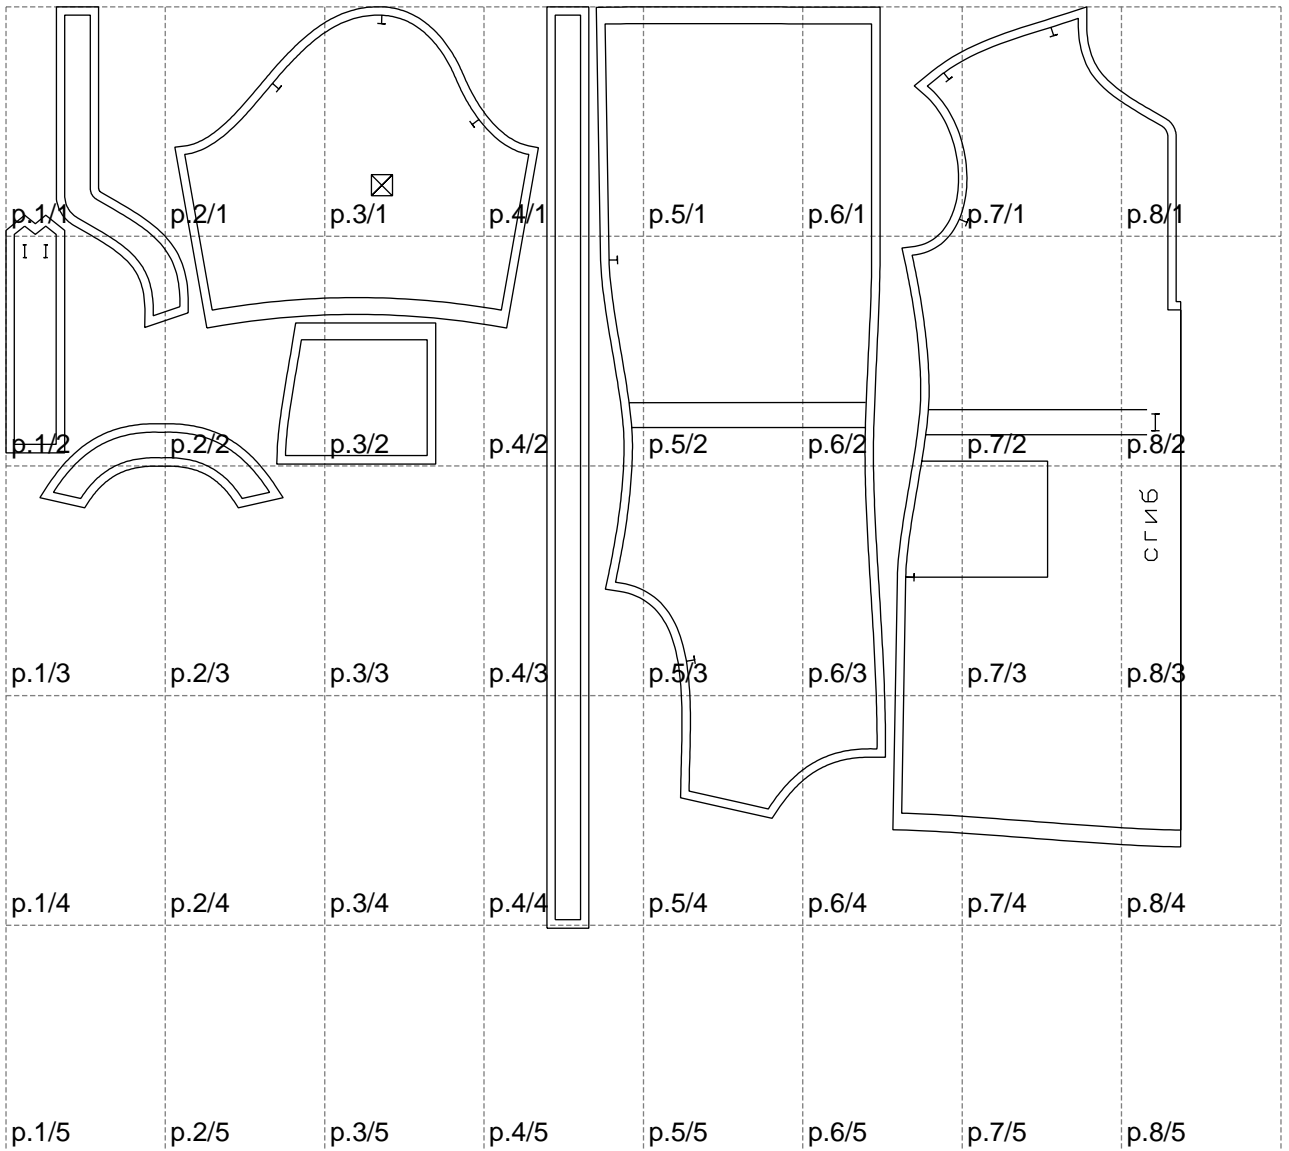 p.1/1 p.2/1 p.3/1 p.4/1 p.5/1 p.6/1 p.7/1 p.8/1
p.1/2 p.2/2 p.3/2 p.4/2 p.5/2 p.6/2 p.7/2 p.8/2
сгиб
p.1/3 p.2/3 p.3/3 p.4/3 p.5/3 p.6/3 p.7/3 p.8/3
p.1/4 p.2/4 p.3/4 p.4/4 p.5/4 p.6/4 p.7/4 p.8/4
p.1/5 p.2/5 p.3/5 p.4/5 p.5/5 p.6/5 p.7/5 p.8/5